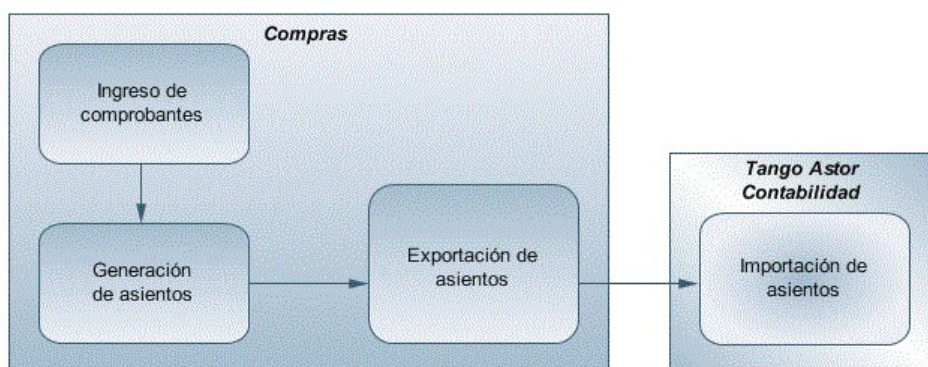 Compras
Ingreso de
comprobantes
Generación
de asientos
Exportación de
asientos
Tango Astor
Contabilidad
Importación de
asientos